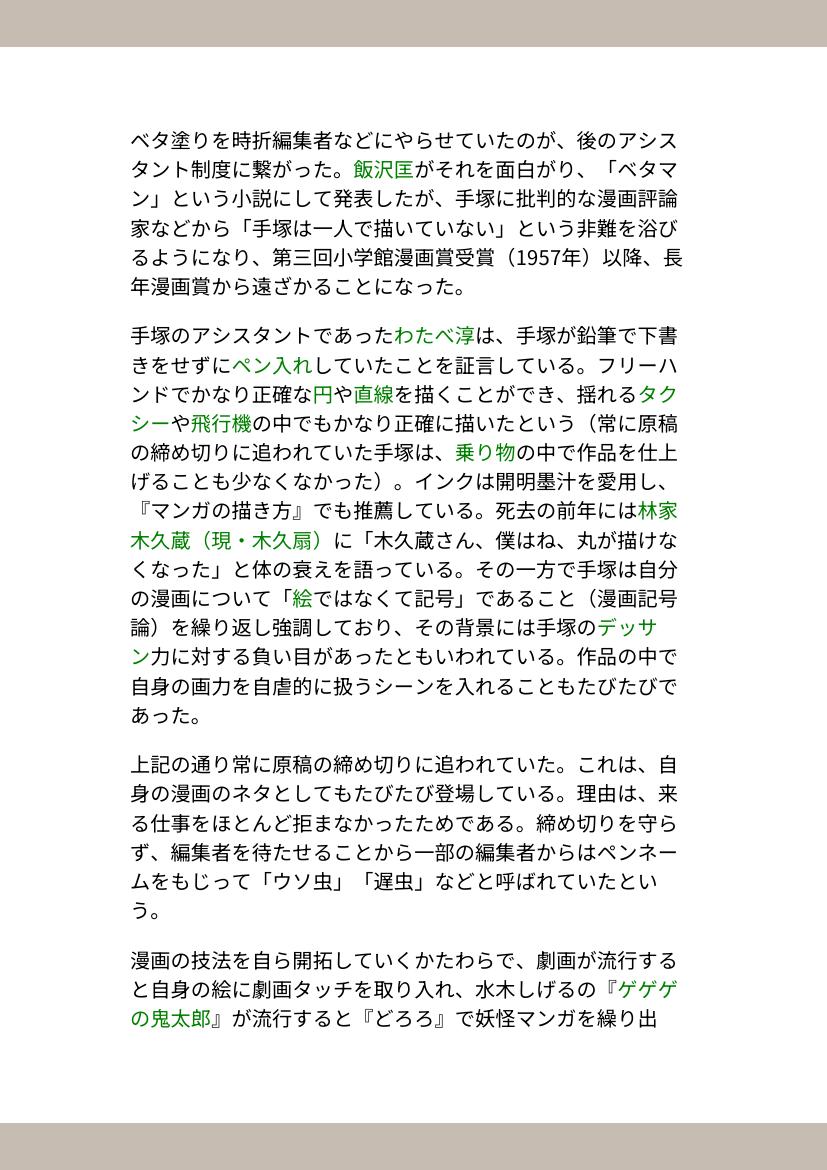 ベタ塗りを時折編集者などにやらせていたのが、後のアシス
タント制度に繋がった。飯沢匡がそれを面白がり、「ベタマ
ン」という小説にして発表したが、手塚に批判的な漫画評論
家などから「手塚は一人で描いていない」という非難を浴び
るようになり、第三回小学館漫画賞受賞（1957年）以降、長
年漫画賞から遠ざかることになった。
手塚のアシスタントであったわたべ淳は、手塚が鉛筆で下書
きをせずにペン入れしていたことを証言している。フリーハ
ンドでかなり正確な円や直線を描くことができ、揺れるタク
シーや飛行機の中でもかなり正確に描いたという（常に原稿
の締め切りに追われていた手塚は、乗り物の中で作品を仕上
げることも少なくなかった）。インクは開明墨汁を愛用し、
『マンガの描き方』でも推薦している。死去の前年には林家
木久蔵（現・木久扇）に「木久蔵さん、僕はね、丸が描けな
くなった」と体の衰えを語っている。その一方で手塚は自分
の漫画について「絵ではなくて記号」であること（漫画記号
論）を繰り返し強調しており、その背景には手塚のデッサ
ン力に対する負い目があったともいわれている。作品の中で
自身の画力を自虐的に扱うシーンを入れることもたびたびで
あった。
上記の通り常に原稿の締め切りに追われていた。これは、自
身の漫画のネタとしてもたびたび登場している。理由は、来
る仕事をほとんど拒まなかったためである。締め切りを守ら
ず、編集者を待たせることから一部の編集者からはペンネー
ムをもじって「ウソ虫」「遅虫」などと呼ばれていたとい
う。
漫画の技法を自ら開拓していくかたわらで、劇画が流行する
と自身の絵に劇画タッチを取り入れ、水木しげるの『ゲゲゲ
の鬼太郎』が流行すると『どろろ』で妖怪マンガを繰り出